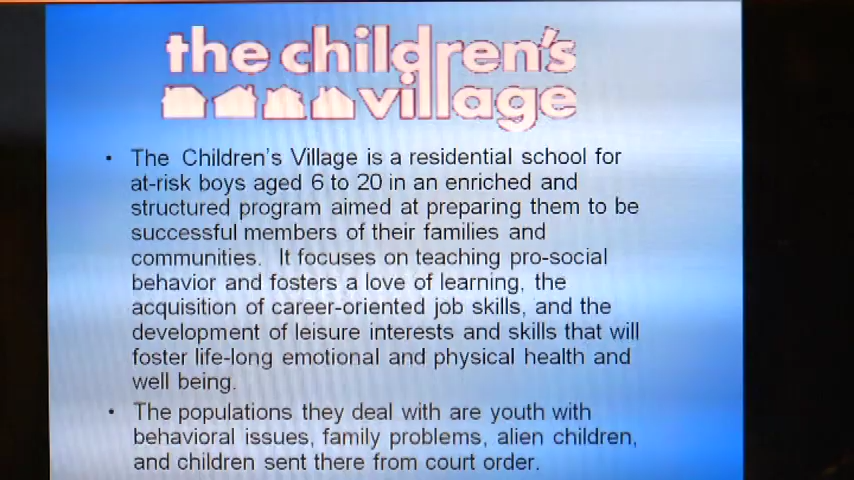 the children's
village
• The Children's Village is a residential school for
at-risk boys aged 6 to 20 in an enriched and
structured program aimed at preparing them to be
successful members of their families and
communities. It focuses on teaching pro-social
behavior and fosters a love of learning, the
acquisition of career-oriented job skills, and the
development of leisure interests and skills that will
foster life-long emotional and physical health and
well being.
• The populations they deal with are youth with
behavioral issues, family problems, alien children,
and children sent there from court order.